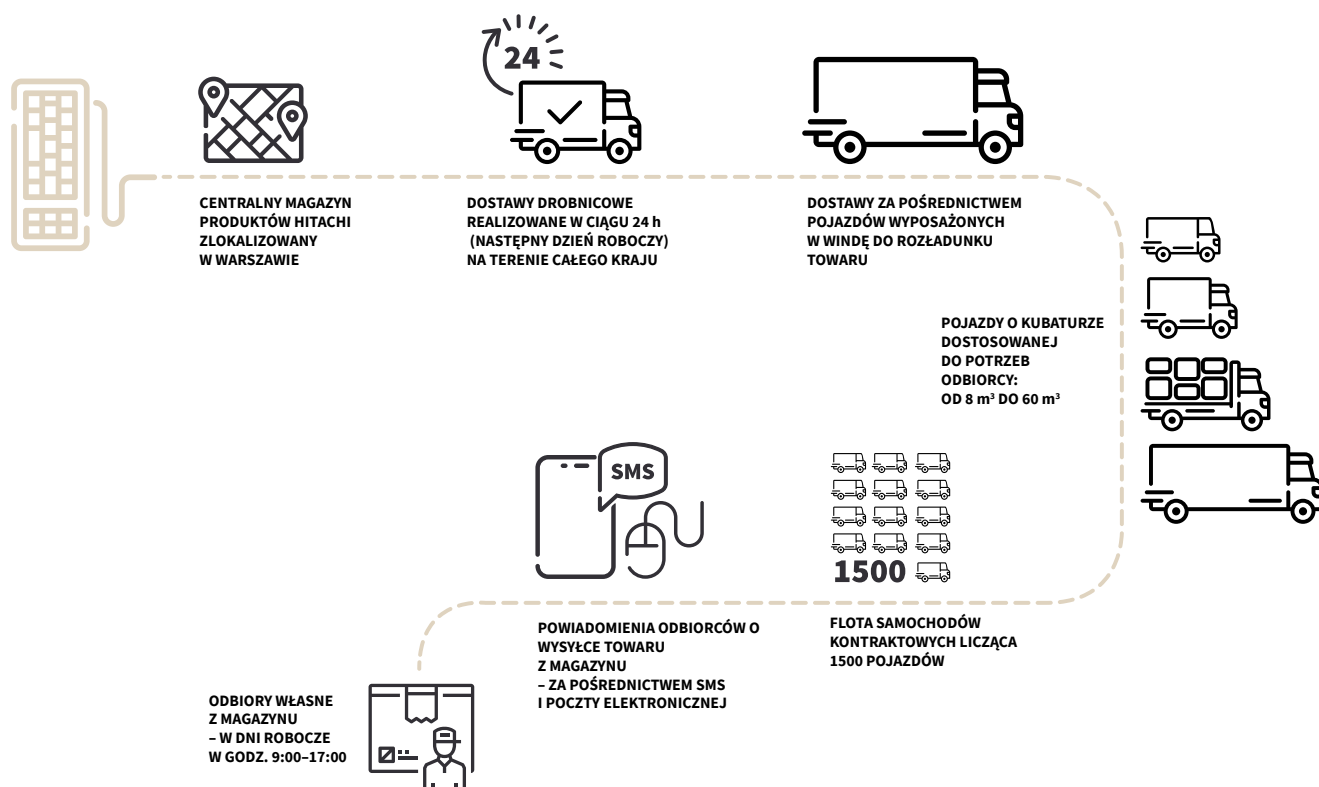 24
CENTRALNY MAGAZYN
PRODUKTÓW HITACHI
ZLOKALIZOWANY
W WARSZAWIE
DOSTAWY DROBNICOWE
REALIZOWANE W CIĄGU 24 h
(NASTĘPNY DZIEŃ ROBOCZY)
NA TERENIE CAŁEGO KRAJU
DOSTAWY ZA POŚREDNICTWEM
POJAZDÓW WYPOSAŻONYCH
W WINDĘ DO ROZŁADUNKU
TOWARU
POJAZDY O KUBATURZE
DOSTOSOWANEJ
DO POTRZEB
ODBIORCY:
OD 8 m³ DO 60 m³
1500
FLOTA SAMOCHODÓW
KONTRAKTOWYCH LICZĄCA
1500 POJAZDÓW
SMS
POWIADOMIENIA ODBIORCÓW O
WYSYŁCE TOWARU
Z MAGAZYNU
– ZA POŚREDNICTWEM SMS
I POCZTY ELEKTRONICZNEJ
ODBIORY WŁASNE
Z MAGAZYNU
– W DNI ROBOCZE
W GODZ. 9:00–17:00